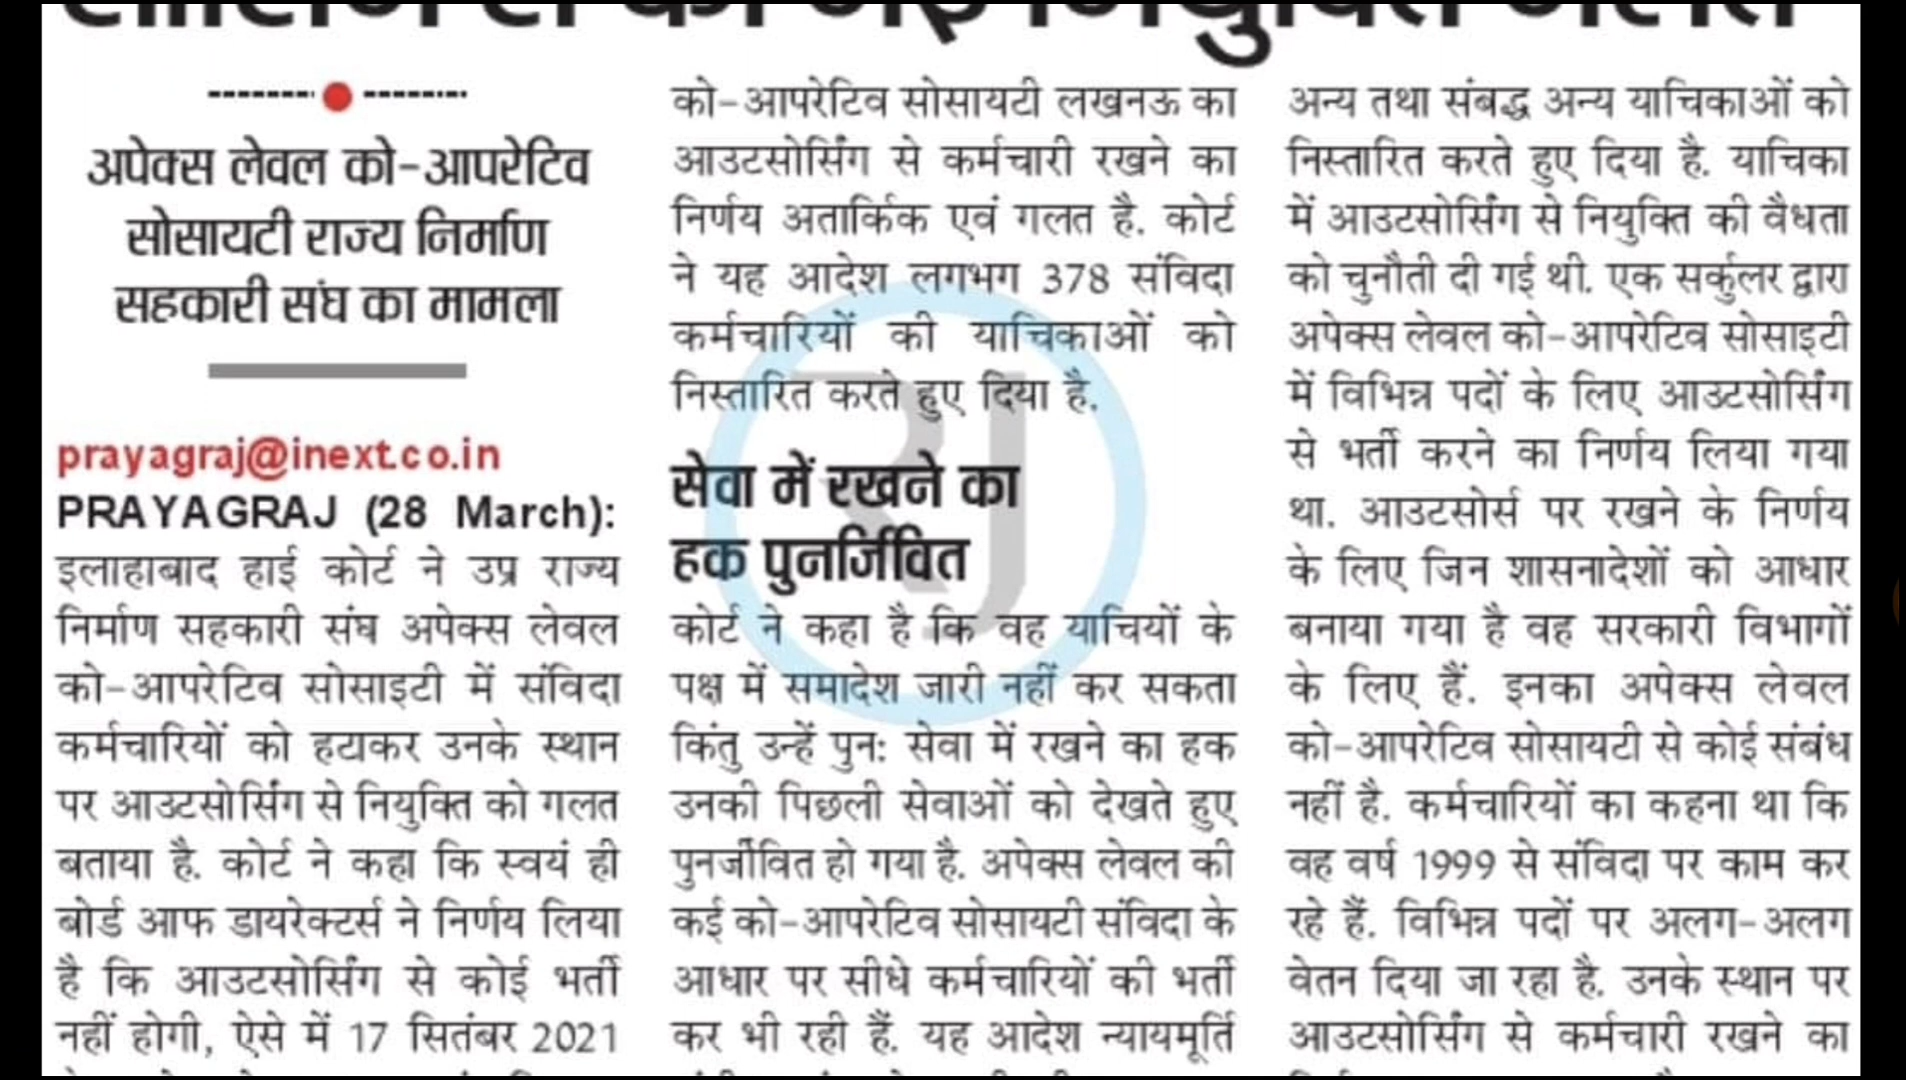 अपेक्स लेवल को-आपरेटिव
सोसायटी राज्य निर्माण
सहकारी संघ का मामला
prayagraj@inext.co.in
PRAYAGRAJ (28 March):
इलाहाबाद हाई कोर्ट ने उप्र राज्य
निर्माण सहकारी संघ अपेक्स लेवल
को-आपरेटिव सोसाइटी में संविदा
कर्मचारियों को हटाकर उनके स्थान
पर आउटसोर्सिंग से नियुक्ति को गलत
बताया है. कोर्ट ने कहा कि स्वयं ही
बोर्ड आफ डायरेक्टर्स ने निर्णय लिया
है कि आउटसोर्सिंग से कोई भर्ती
नहीं होगी, ऐसे में 17 सितंबर 2021
को-आपरेटिव सोसायटी लखनऊ का
आउटसोर्सिंग से कर्मचारी रखने का
निर्णय अतार्किक एवं गलत है. कोर्ट
ने यह आदेश लगभग 378 संविदा
कर्मचारियों की याचिकाओं को
निस्तारित करते हुए दिया है.
सेवा में रखने का
हक पुनर्जिवित
कोर्ट ने कहा है कि वह याचियों के
पक्ष में समादेश जारी नहीं कर सकता
किंतु उन्हें पुन: सेवा में रखने का हक
उनकी पिछली सेवाओं को देखते हुए
पुनर्जीवित हो गया है. अपेक्स लेवल की
कई को-आपरेटिव सोसायटी संविदा के
आधार पर सीधे कर्मचारियों की भर्ती
कर भी रही हैं. यह आदेश न्यायमूर्ति
अन्य तथा संबद्ध अन्य याचिकाओं को
निस्तारित करते हुए दिया है. याचिका
में आउटसोर्सिंग से नियुक्ति की वैधता
को चुनौती दी गई थी. एक सर्कुलर द्वारा
अपेक्स लेवल को-आपरेटिव सोसाइटी
में विभिन्न पदों के लिए आउटसोर्सिंग
से भर्ती करने का निर्णय लिया गया
था. आउटसोर्स पर रखने के निर्णय
के लिए जिन शासनादेशों को आधार
बनाया गया है वह सरकारी विभागों
के लिए हैं. इनका अपेक्स लेवल
को-आपरेटिव सोसायटी से कोई संबंध
नहीं है. कर्मचारियों का कहना था कि
वह वर्ष 1999 से संविदा पर काम कर
रहे हैं. विभिन्न पदों पर अलग-अलग
वेतन दिया जा रहा है. उनके स्थान पर
आउटसोर्सिंग से कर्मचारी रखने का